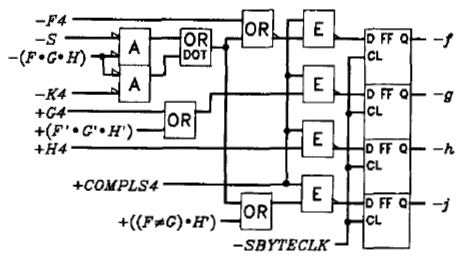 -F4
-S
-(F•G•H)
-K4
+G4
+(F'•G'•H')
+H4
+COMPLS4
+((F≠G)•H')
-SBYTECLK
A
A
OR
DOT
OR
OR
OR
E
E
E
E
D FF Q
CL
D FF Q
CL
D FF Q
CL
D FF Q
CL
-f
-g
-h
-j